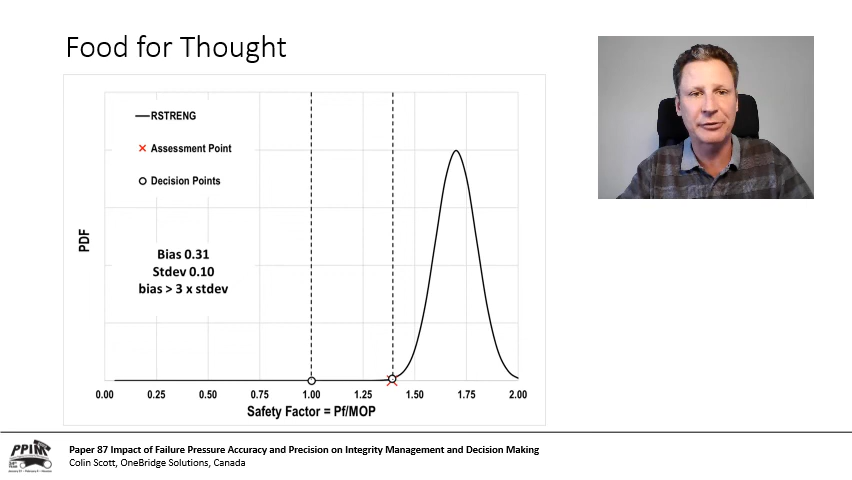 Food for Thought
RSTRENG
Assessment Point
Decision Points
PDF
Bias 0.31
Stdev 0.10
bias > 3 x stdev
0.00 0.25 0.50 0.75 1.00 1.25 1.50 1.75 2.00
Safety Factor = Pf/MOP
PPIM
Paper 87 Impact of Failure Pressure Accuracy and Precision on Integrity Management and Decision Making
Colin Scott, OneBridge Solutions, Canada